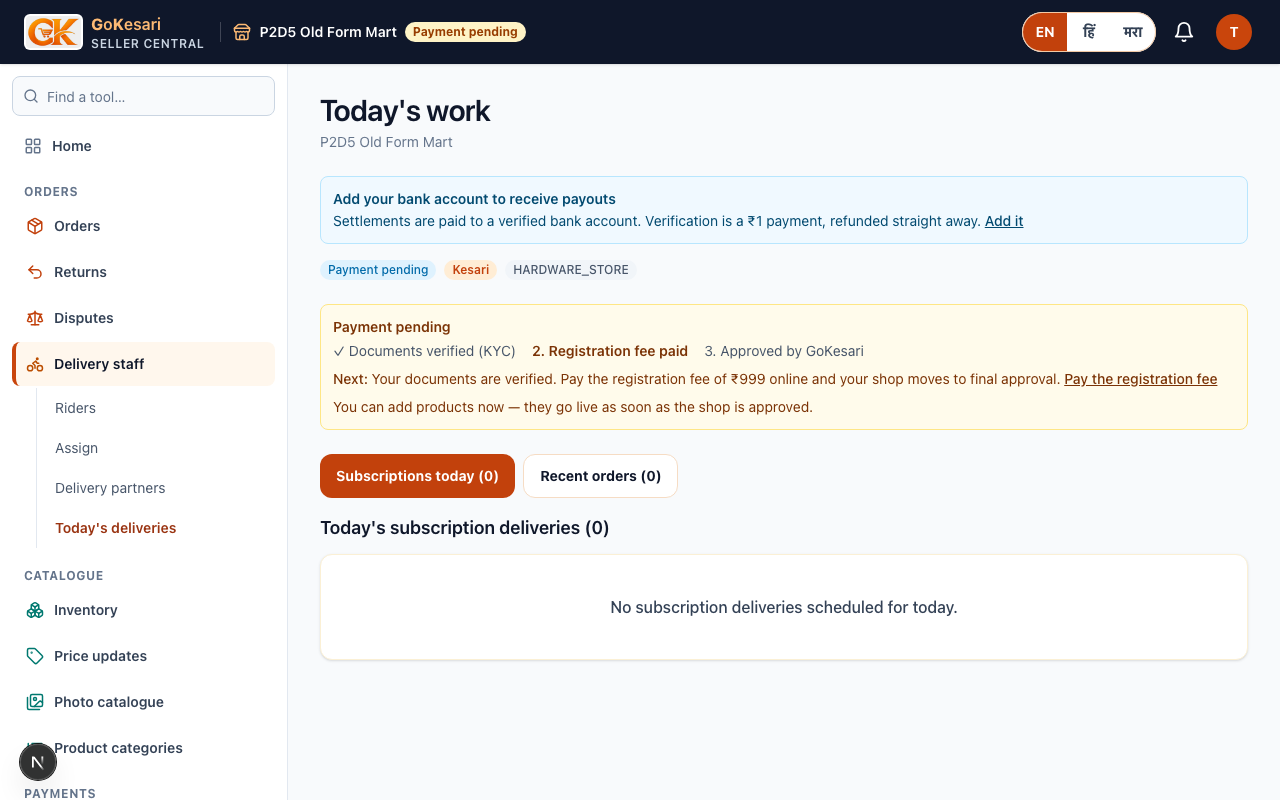 GK
GoKesari
SELLER CENTRAL
P2D5 Old Form Mart
Payment pending
EN
हिं
मरा
T
Find a tool...
Home
ORDERS
Orders
Returns
Disputes
Delivery staff
Riders
Assign
Delivery partners
Today's deliveries
CATALOGUE
Inventory
Price updates
Photo catalogue
Product categories
N
PAYMENTS
Today's work
P2D5 Old Form Mart
Add your bank account to receive payouts
Settlements are paid to a verified bank account. Verification is a ₹1 payment, refunded straight away. Add it
Payment pending
Kesari
HARDWARE_STORE
Payment pending
✓ Documents verified (KYC) 2. Registration fee paid 3. Approved by GoKesari
Next: Your documents are verified. Pay the registration fee of ₹999 online and your shop moves to final approval. Pay the registration fee
You can add products now — they go live as soon as the shop is approved.
Subscriptions today (0)
Recent orders (0)
Today's subscription deliveries (0)
No subscription deliveries scheduled for today.